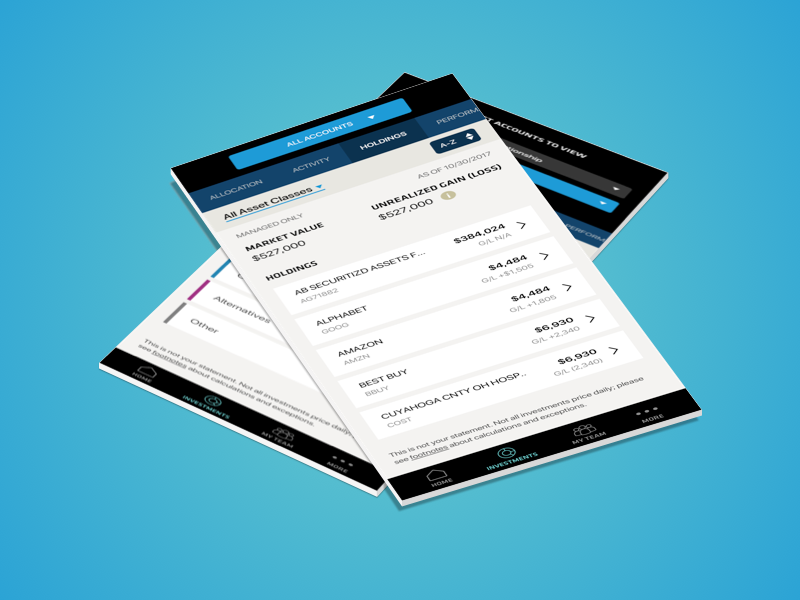 ALL ACCOUNTS
ALLOCATION
ACTIVITY
HOLDINGS
PERFORM
All Asset Classes
A-Z
AS OF 10/30/2017
MANAGED ONLY
MARKET VALUE
$527,000
UNREALIZED GAIN (LOSS)
$527,000
i
HOLDINGS
AB SECURITIZD ASSETS F...
AG71882
$384,024
G/L N/A
ALPHABET
GOOG
$4,484
G/L +$1,505
AMAZON
AMZN
$4,484
G/L +1,805
BEST BUY
BBUY
$6,930
G/L +2,340
CUYAHOGA CNTY OH HOSP...
COST
$6,930
G/L (2,340)
This is not your statement. Not all investments price daily; please
see footnotes about calculations and exceptions.
HOME
INVESTMENTS
MY TEAM
MORE
ACCOUNTS TO VIEW
PERFORM
Alternatives
Other
This is not your statement. Not all investments price daily;
see footnotes about calculations and exceptions.
HOME
INVESTMENTS
MY TEAM
MORE